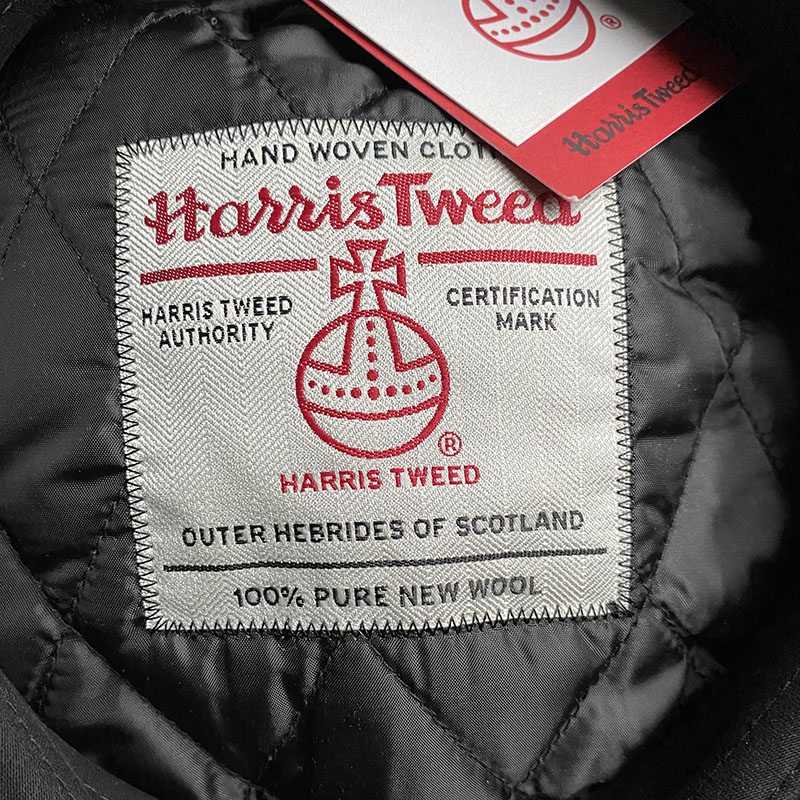 ®
Harris Tweed
HAND WOVEN CLOTH
Harris Tweed
HARRIS TWEED
AUTHORITY
CERTIFICATION
MARK
®
HARRIS TWEED
OUTER HEBRIDES OF SCOTLAND
100% PURE NEW WOOL